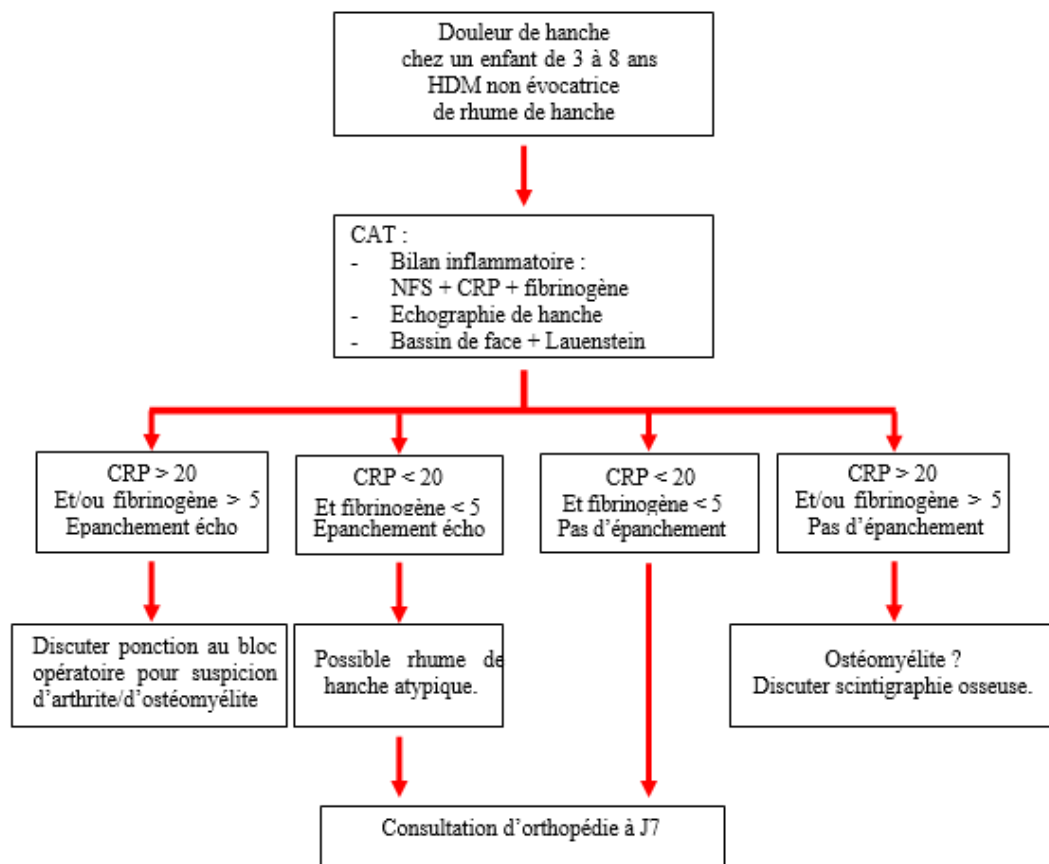 Douleur de hanche
chez un enfant de 3 à 8 ans
HDM non évocatrice
de rhume de hanche
CAT :
- Bilan inflammatoire :
NFS + CRP + fibrinogène
- Echographie de hanche
- Bassin de face + Lauenstein
CRP > 20
Et/ou fibrinogène > 5
Epanchement écho
CRP < 20
Et fibrinogène < 5
Epanchement écho
CRP < 20
Et fibrinogène < 5
Pas d’épanchement
CRP > 20
Et/ou fibrinogène > 5
Pas d’épanchement
Discuter ponction au bloc
opératoire pour suspicion
d’arthrite/d’ostéomyélite
Possible rhume de
hanche atypique.
Ostéomyélite ?
Discuter scintigraphie osseuse.
Consultation d’orthopédie à J7